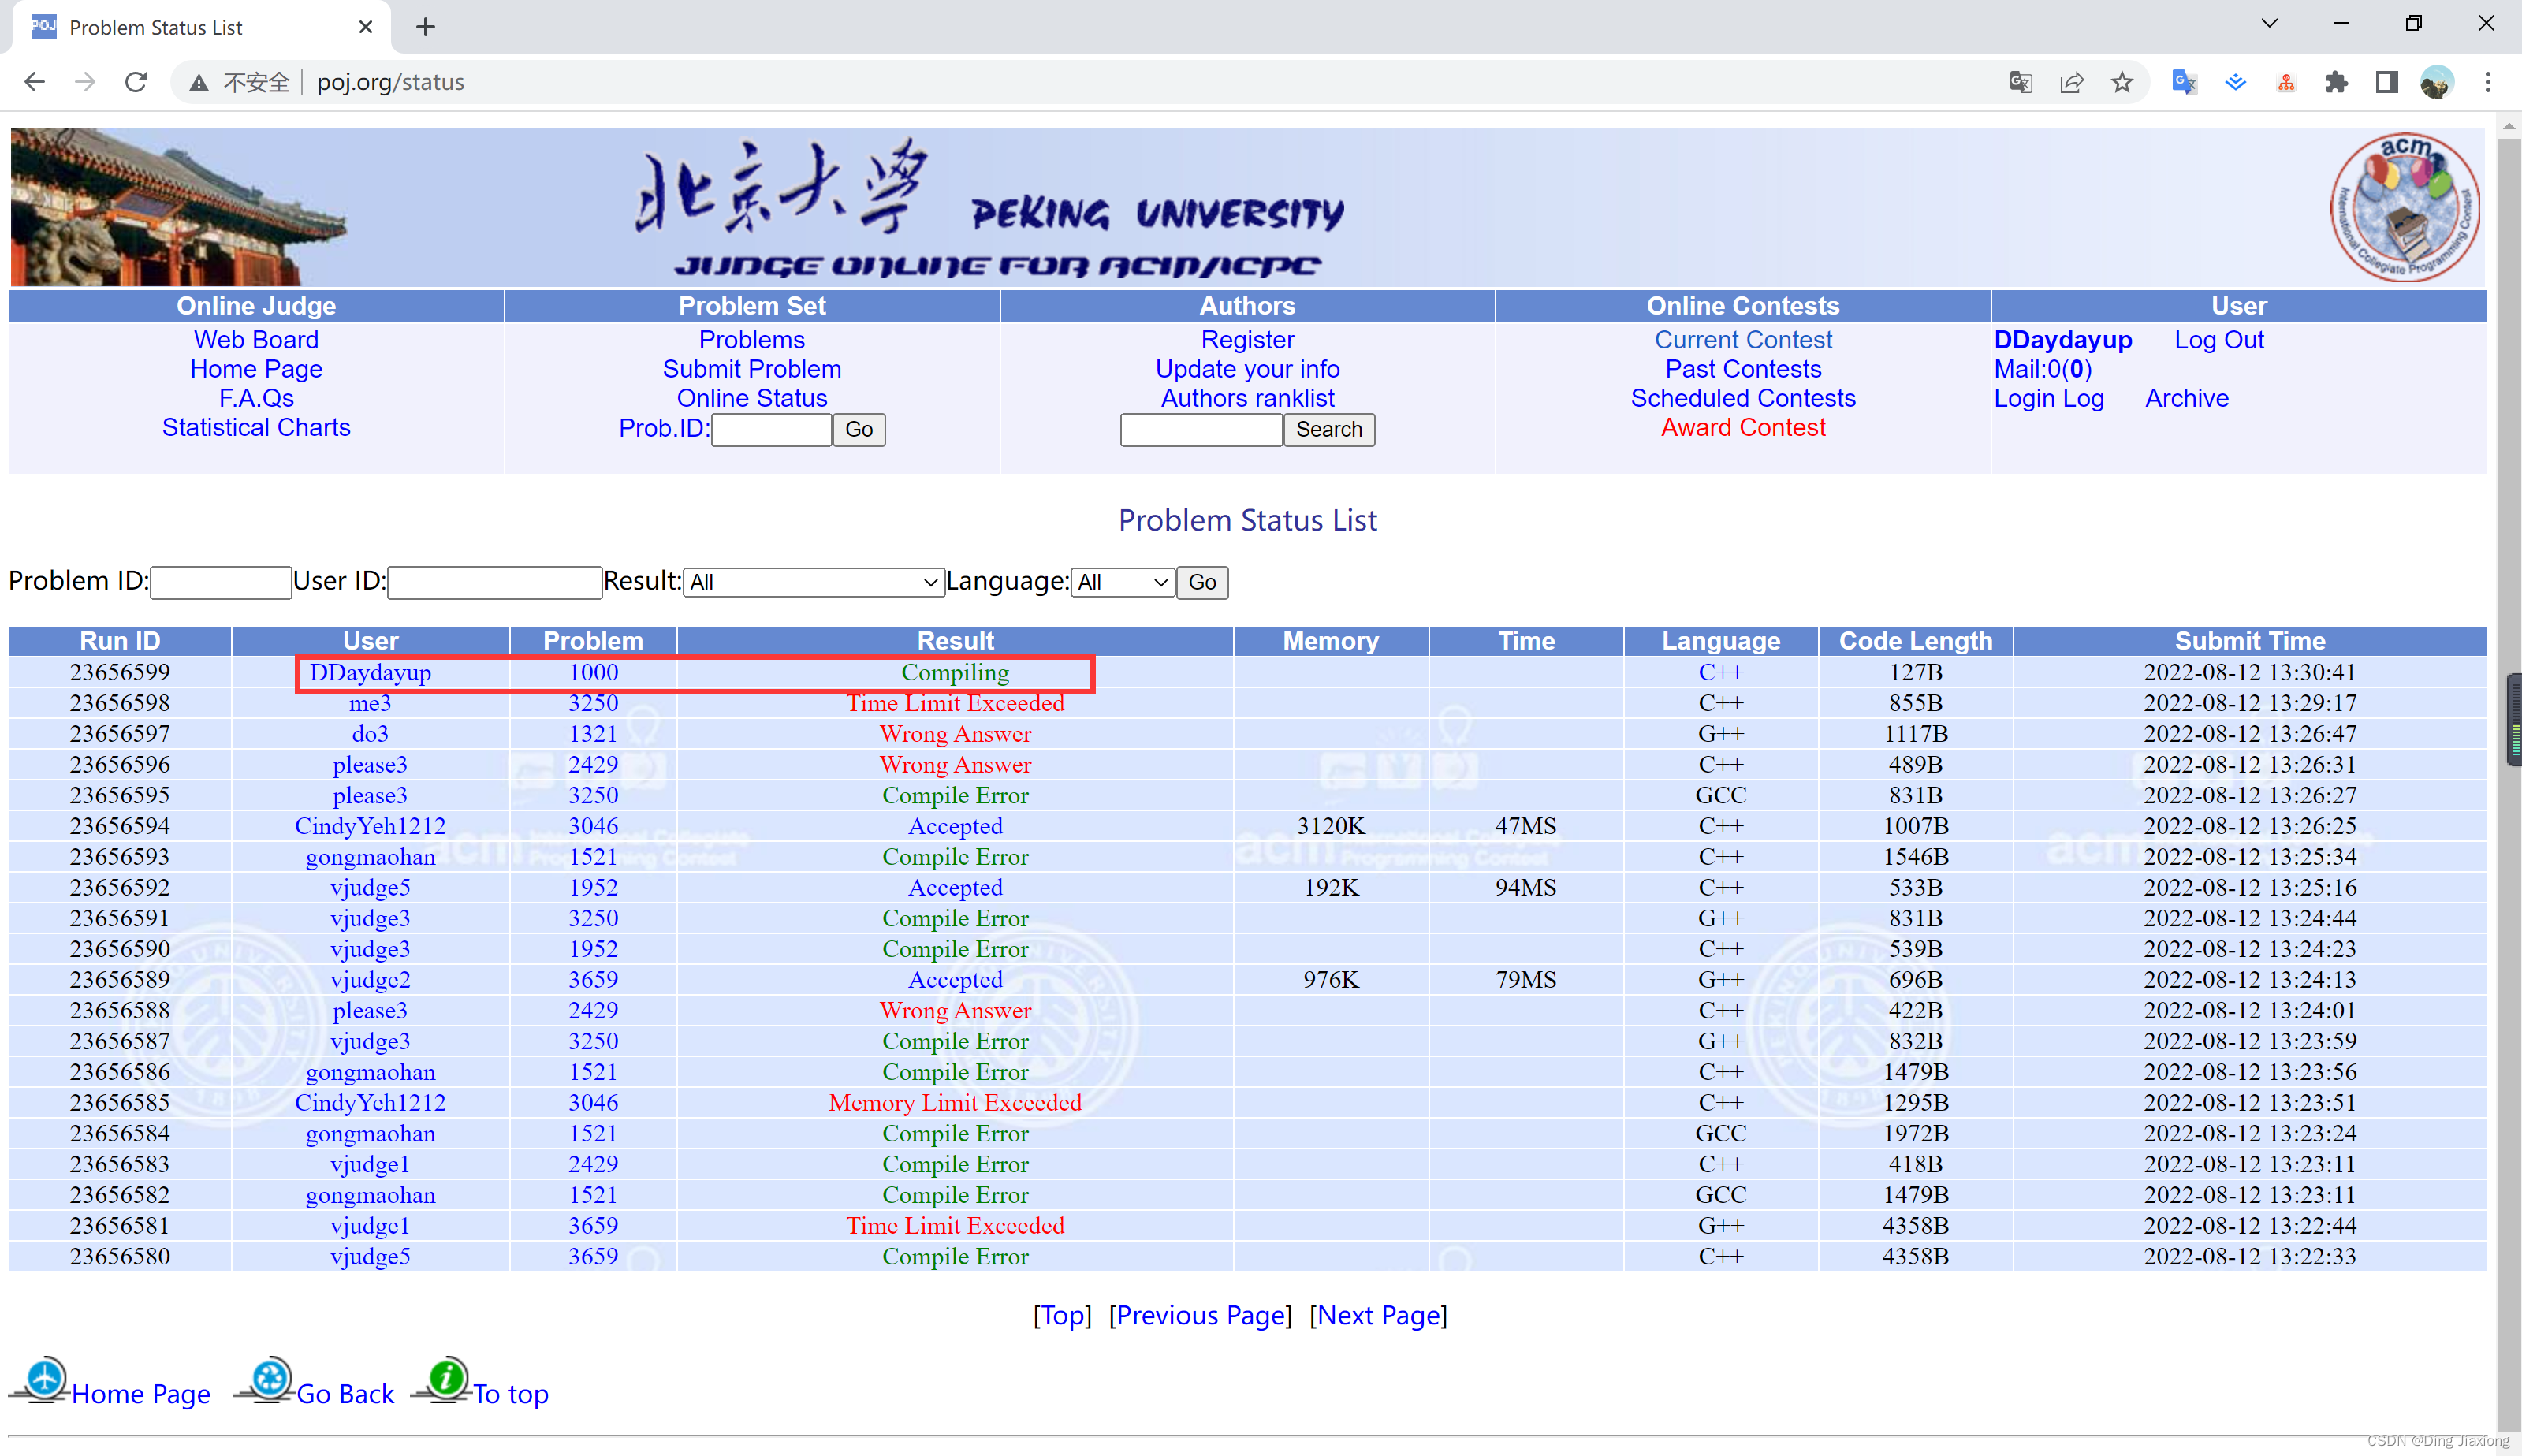 POJ Problem Status List
不安全 poj.org/status
北京大学 PEKING UNIVERSITY
JUDGE ONLINE FOR ACM/ICPC
acm
International Collegiate Programming Contest
Online Judge Problem Set Authors Online Contests User
Web Board Problems Register Current Contest DDaydayup Log Out
Home Page Submit Problem Update your info Past Contests Mail:0(0)
F.A.Qs Online Status Authors ranklist Scheduled Contests Login Log Archive
Statistical Charts Prob.ID: Go Search Award Contest
Problem Status List
Problem ID: User ID: Result: All Language: All Go
Run ID User Problem Result Memory Time Language Code Length Submit Time
23656599 DDaydayup 1000 Compiling C++ 127B 2022-08-12 13:30:41
23656598 me3 3250 Time Limit Exceeded C++ 855B 2022-08-12 13:29:17
23656597 do3 1321 Wrong Answer G++ 1117B 2022-08-12 13:26:47
23656596 please3 2429 Wrong Answer C++ 489B 2022-08-12 13:26:31
23656595 please3 3250 Compile Error GCC 831B 2022-08-12 13:26:27
23656594 CindyYeh1212 3046 Accepted 3120K 47MS C++ 1007B 2022-08-12 13:26:25
23656593 gongmaohan 1521 Compile Error C++ 1546B 2022-08-12 13:25:34
23656592 vjudge5 1952 Accepted 192K 94MS C++ 533B 2022-08-12 13:25:16
23656591 vjudge3 3250 Compile Error G++ 831B 2022-08-12 13:24:44
23656590 vjudge3 1952 Compile Error C++ 539B 2022-08-12 13:24:23
23656589 vjudge2 3659 Accepted 976K 79MS G++ 696B 2022-08-12 13:24:13
23656588 please3 2429 Wrong Answer C++ 422B 2022-08-12 13:24:01
23656587 vjudge3 3250 Compile Error G++ 832B 2022-08-12 13:23:59
23656586 gongmaohan 1521 Compile Error C++ 1479B 2022-08-12 13:23:56
23656585 CindyYeh1212 3046 Memory Limit Exceeded C++ 1295B 2022-08-12 13:23:51
23656584 gongmaohan 1521 Compile Error GCC 1972B 2022-08-12 13:23:24
23656583 vjudge1 2429 Compile Error C++ 418B 2022-08-12 13:23:11
23656582 gongmaohan 1521 Compile Error GCC 1479B 2022-08-12 13:23:11
23656581 vjudge1 3659 Time Limit Exceeded G++ 4358B 2022-08-12 13:22:44
23656580 vjudge5 3659 Compile Error C++ 4358B 2022-08-12 13:22:33
[Top] [Previous Page] [Next Page]
Home Page Go Back To top
CSDN @Ding Jiaxiong